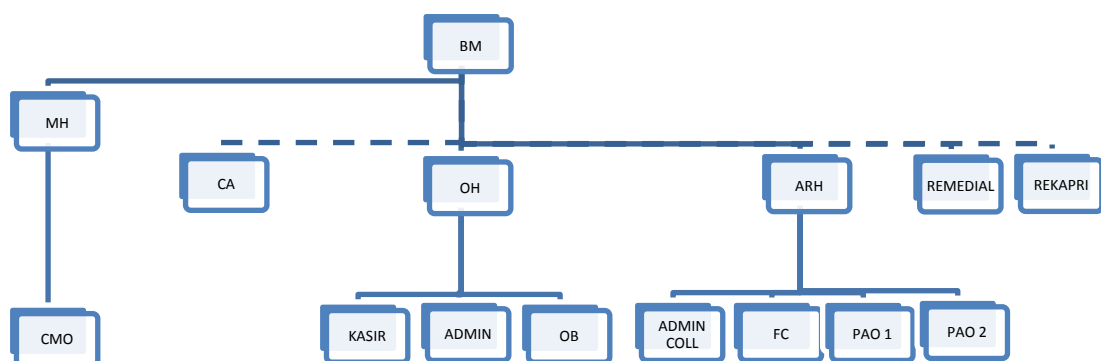 BM
MH
CA
OH
ARH
REMEDIAL
REKAPRI
CMO
KASIR
ADMIN
OB
ADMIN
COLL
FC
PAO 1
PAO 2